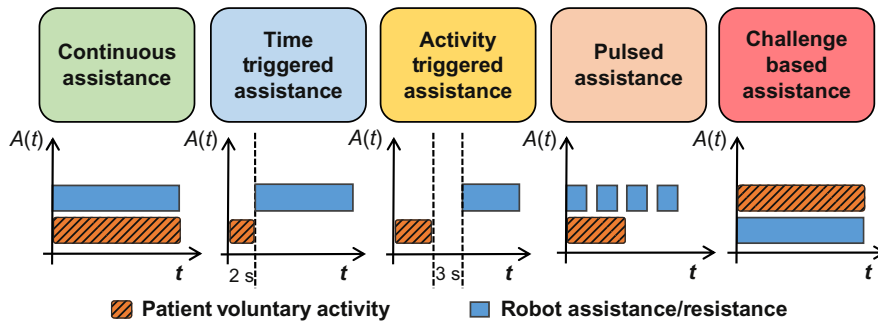 Continuous
assistance
Time
triggered
assistance
Activity
triggered
assistance
Pulsed
assistance
Challenge
based
assistance
A(t)
A(t)
A(t)
A(t)
A(t)
2 s
t
t
3 s
t
t
t
Patient voluntary activity
Robot assistance/resistance